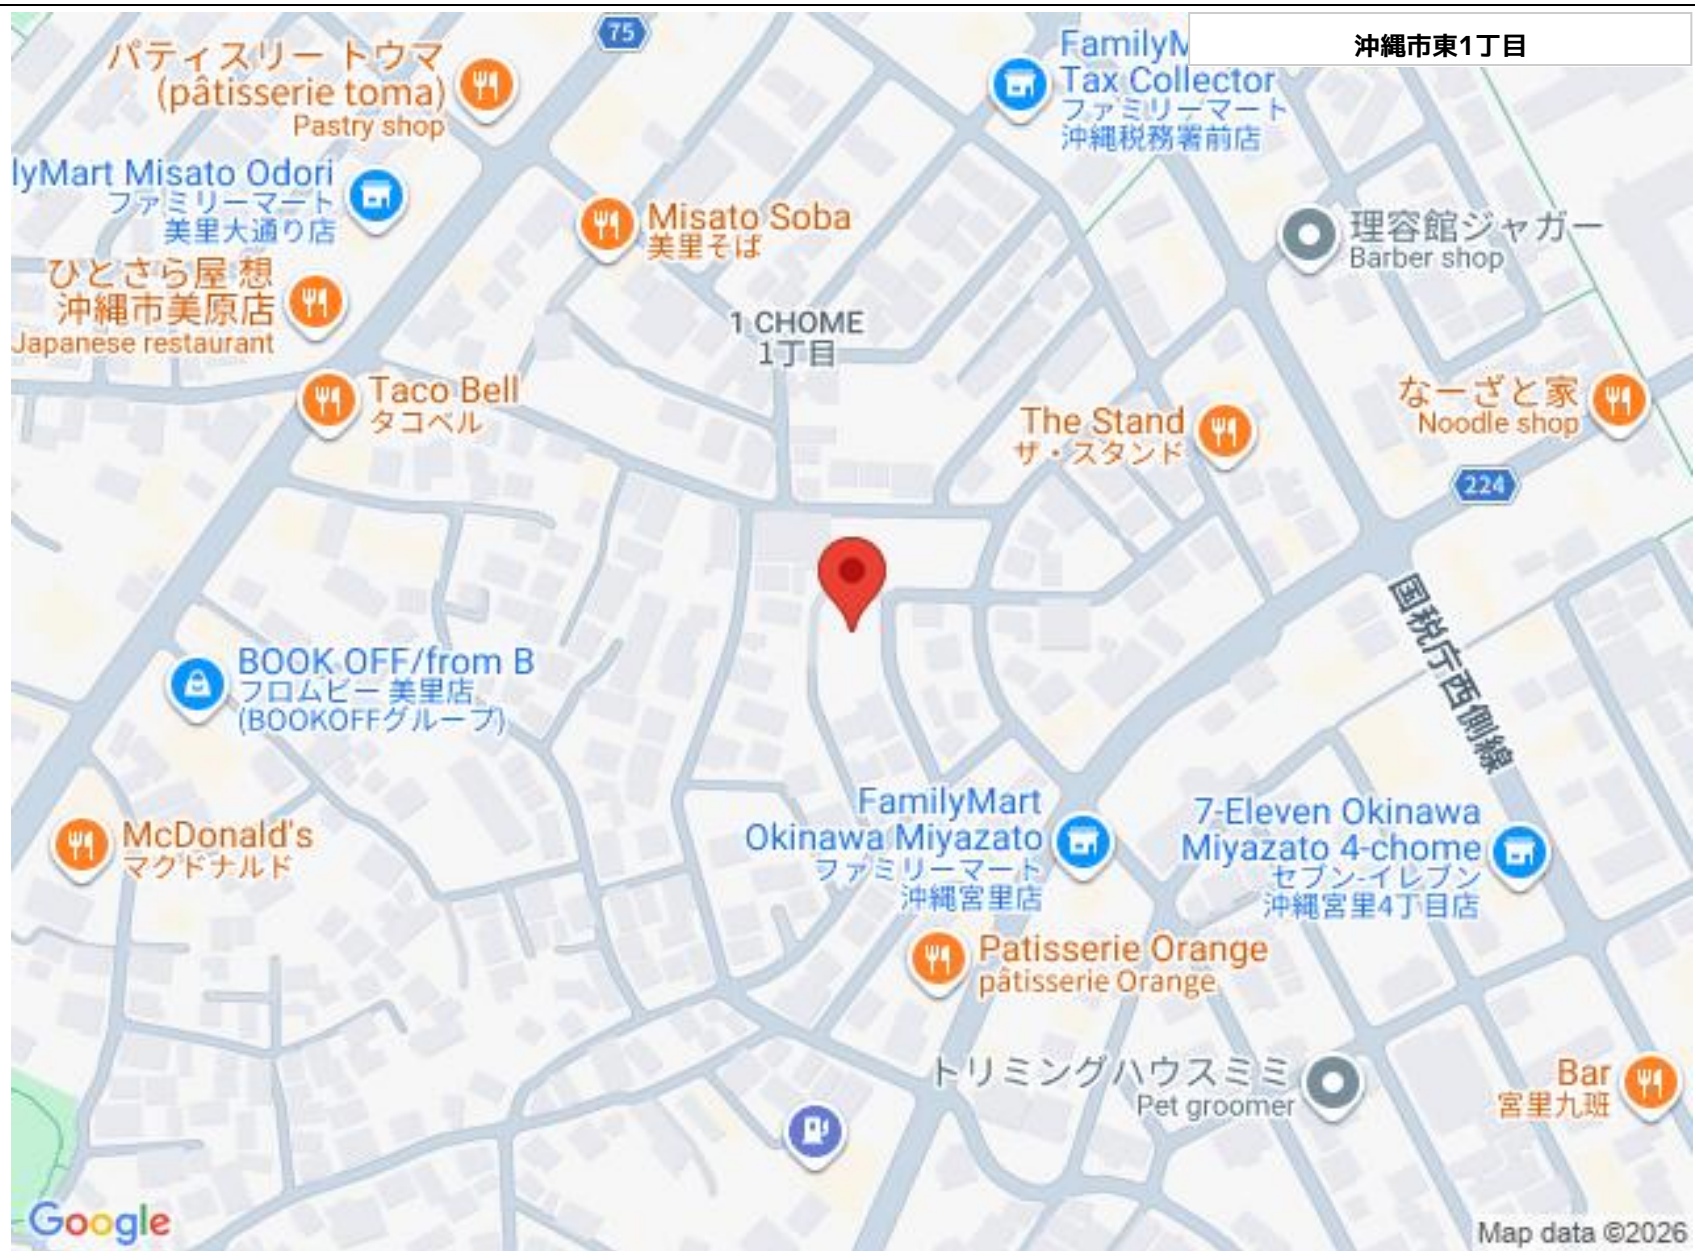 沖縄市東1丁目
75
パティスリー トウマ
(pâtisserie toma)
Pastry shop
FamilyM
Tax Collector
ファミリーマート
沖縄税務署前店
lyMart Misato Odori
ファミリーマート
美里大通り店
Misato Soba
美里そば
理容館ジャガー
Barber shop
ひとさら屋 想
沖縄市美原店
Japanese restaurant
1 CHOME
1丁目
Taco Bell
タコベル
The Stand
ザ・スタンド
なーざと家
Noodle shop
224
国税庁西側線
BOOK OFF/from B
フロムビー 美里店
(BOOKOFFグループ)
McDonald's
マクドナルド
FamilyMart
Okinawa Miyazato
ファミリーマート
沖縄宮里店
7-Eleven Okinawa
Miyazato 4-chome
セブン-イレブン
沖縄宮里4丁目店
Patisserie Orange
pâtisserie Orange
トリミングハウスミミ
Pet groomer
Bar
宮里九班
Google
Map data ©2026